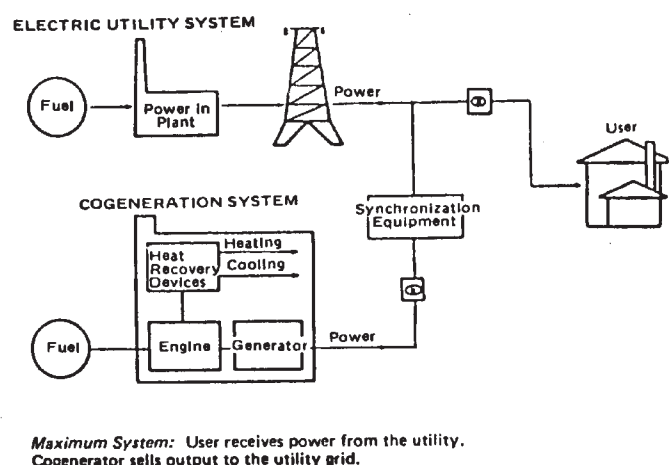 ELECTRIC UTILITY SYSTEM
Fuel
Power in
Plant
Power
User
COGENERATION SYSTEM
Synchronization
Equipment
Heat
Recovery
Devices
Heating
Cooling
Fuel
Engine
Generator
Power
Maximum System: User receives power from the utility.
Cogenerator sells output to the utility grid.